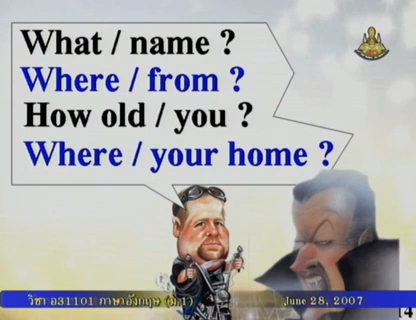 What / name ?
Where / from ?
How old / you ?
Where / your home ?
วิชา อ31101 ภาษาอังกฤษ (ม.1)
June 28, 2007